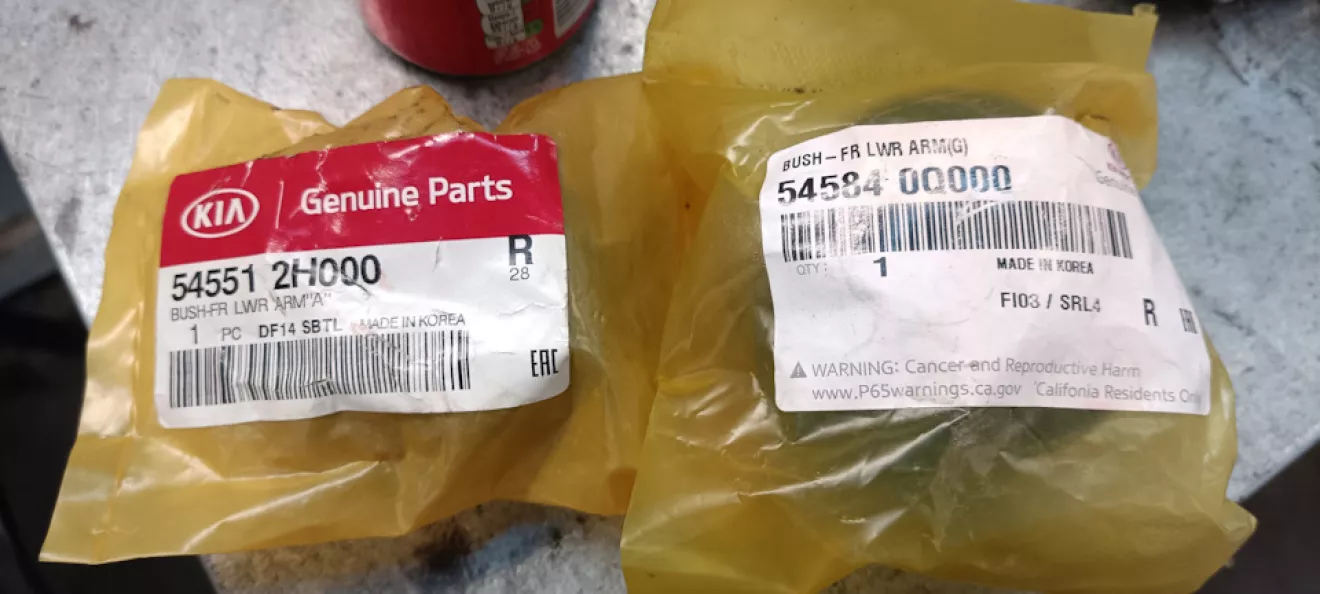 KIA Genuine Parts
54551 2H000
R
28
BUSH-FR LWR ARM"A"
1 PC DF14 SBTL MADE IN KOREA
EAC
BUSH-FR LWR ARM(G)
54584 0Q000
QTY : 1 MADE IN KOREA
FI03 / SRL4
R EAC
WARNING: Cancer and Reproductive Harm
www.P65warnings.ca.gov 'Califonia Residents